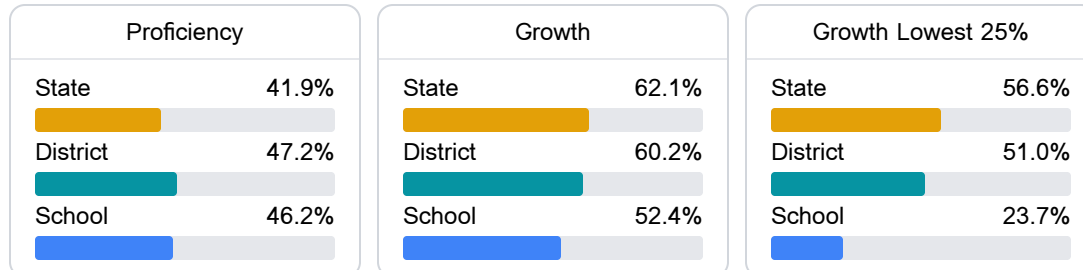 Proficiency
State 41.9%
District 47.2%
School 46.2%
Growth
State 62.1%
District 60.2%
School 52.4%
Growth Lowest 25%
State 56.6%
District 51.0%
School 23.7%